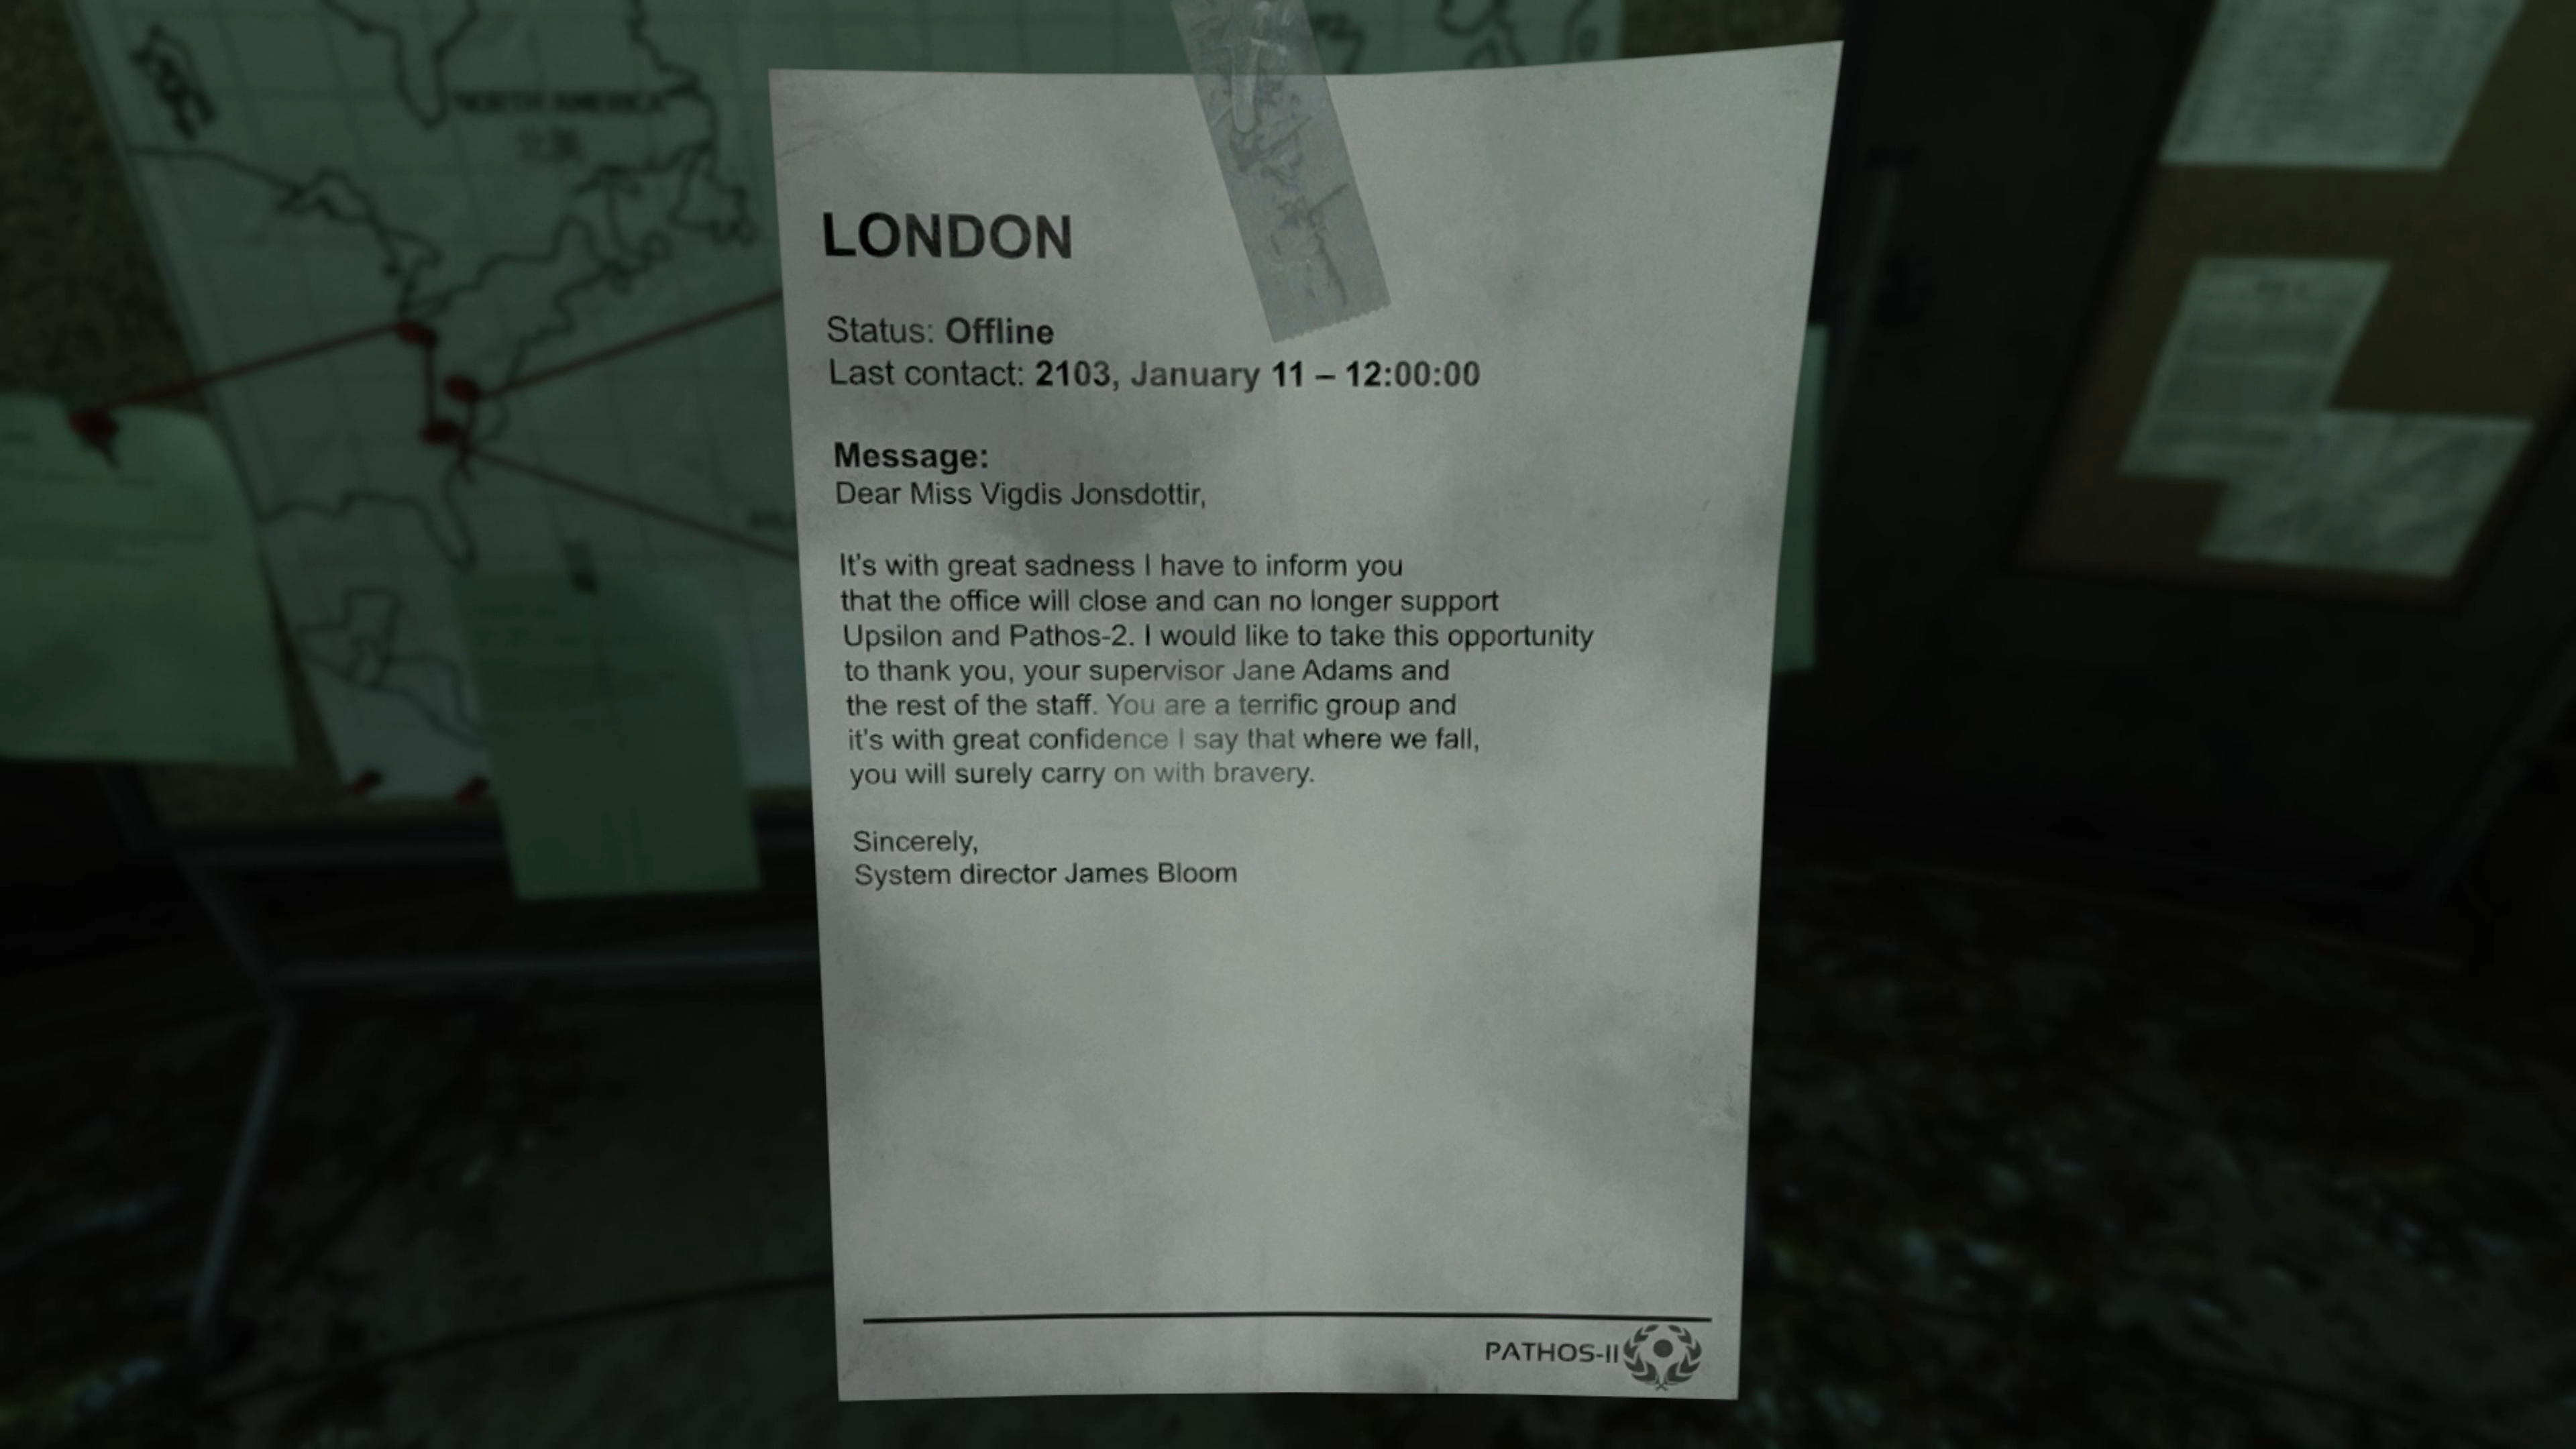 NORTH AMERICA
北美
LONDON
Status: Offline
Last contact: 2103, January 11 – 12:00:00
Message:
Dear Miss Vigdis Jonsdottir,
It's with great sadness I have to inform you
that the office will close and can no longer support
Upsilon and Pathos-2. I would like to take this opportunity
to thank you, your supervisor Jane Adams and
the rest of the staff. You are a terrific group and
it's with great confidence I say that where we fall,
you will surely carry on with bravery.
Sincerely,
System director James Bloom
PATHOS-II